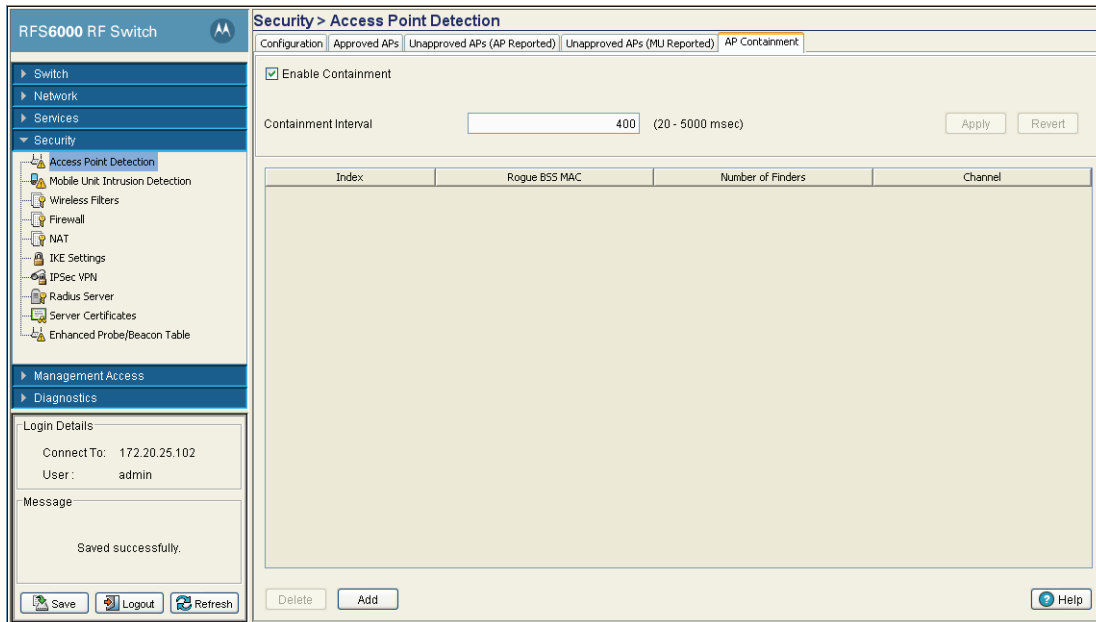 RFS6000 RF Switch
Switch
Network
Services
Security
Access Point Detection
Mobile Unit Intrusion Detection
Wireless Filters
Firewall
NAT
IKE Settings
IPSec VPN
Radius Server
Server Certificates
Enhanced Probe/Beacon Table
Management Access
Diagnostics
Login Details
Connect To: 172.20.25.102
User : admin
Message
Saved successfully.
Save Logout Refresh
Security > Access Point Detection
Configuration Approved APs Unapproved APs (AP Reported) Unapproved APs (MU Reported) AP Containment
Enable Containment
Containment Interval 400 (20 - 5000 msec) Apply Revert
Index Rogue BSS MAC Number of Finders Channel
Delete Add Help